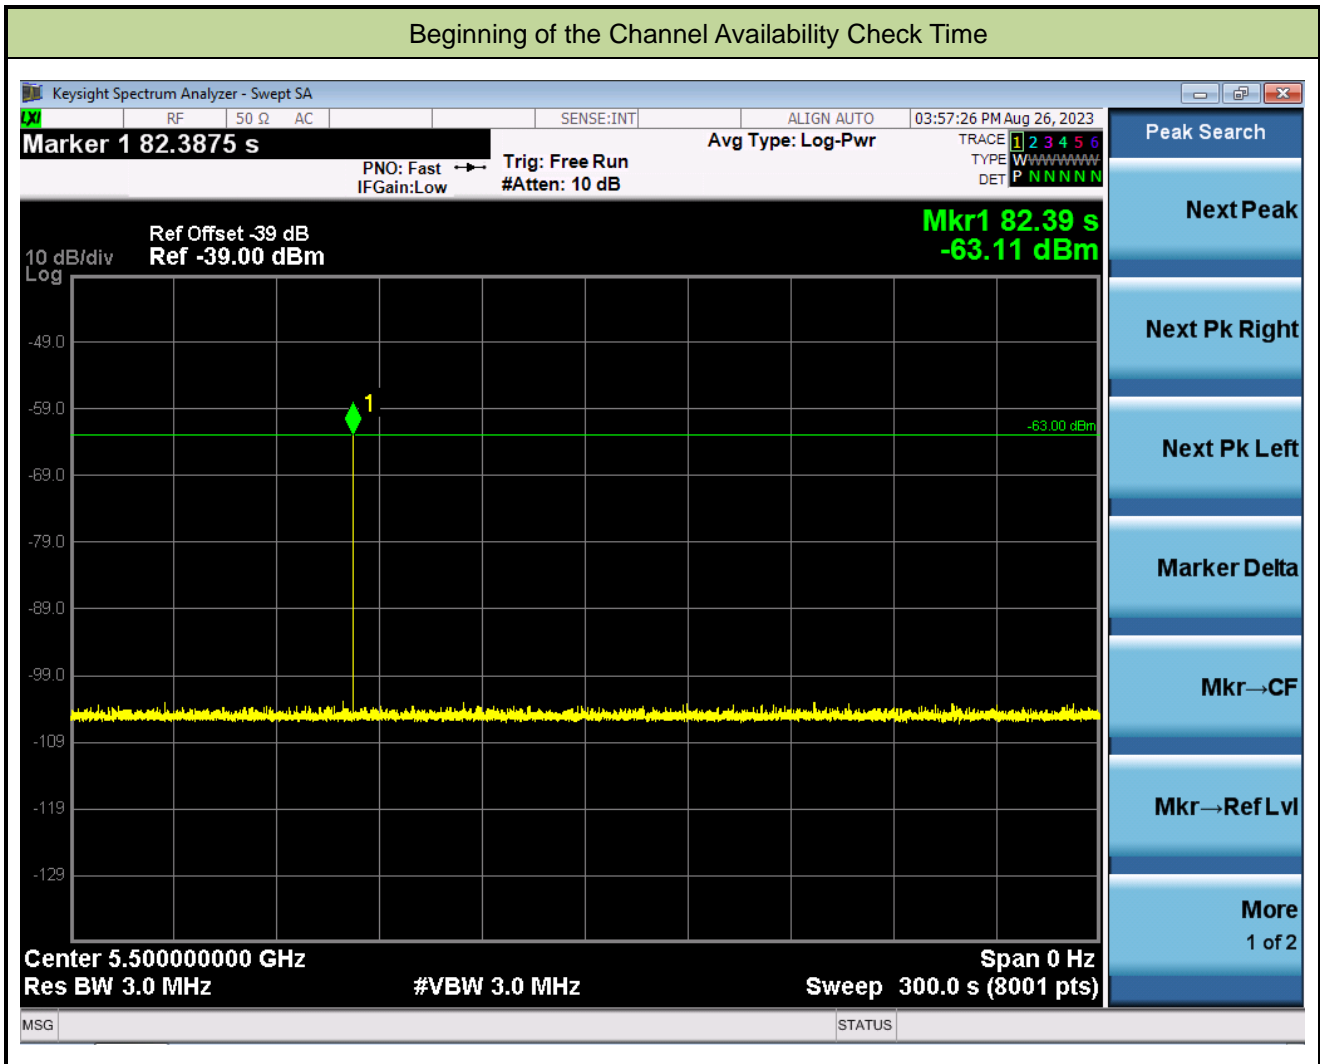 Beginning of the Channel Availability Check Time
Keysight Spectrum Analyzer - Swept SA
LXI RF 50 Ω AC SENSE:INT ALIGN AUTO 03:57:26 PM Aug 26, 2023
Marker 1 82.3875 s
PNO: Fast
IFGain:Low
Trig: Free Run
#Atten: 10 dB
Avg Type: Log-Pwr
TRACE 1 2 3 4 5 6
TYPE WWWWWW
DET P N N N N N
Peak Search
Next Peak
Next Pk Right
Next Pk Left
Marker Delta
Mkr→CF
Mkr→Ref Lvl
More
1 of 2
Mkr1 82.39 s
-63.11 dBm
Ref Offset -39 dB
10 dB/div Ref -39.00 dBm
Log
-49.0
-59.0
-69.0
-79.0
-89.0
-99.0
-109
-119
-129
1
-63.00 dBm
Center 5.500000000 GHz Span 0 Hz
Res BW 3.0 MHz #VBW 3.0 MHz Sweep 300.0 s (8001 pts)
MSG STATUS